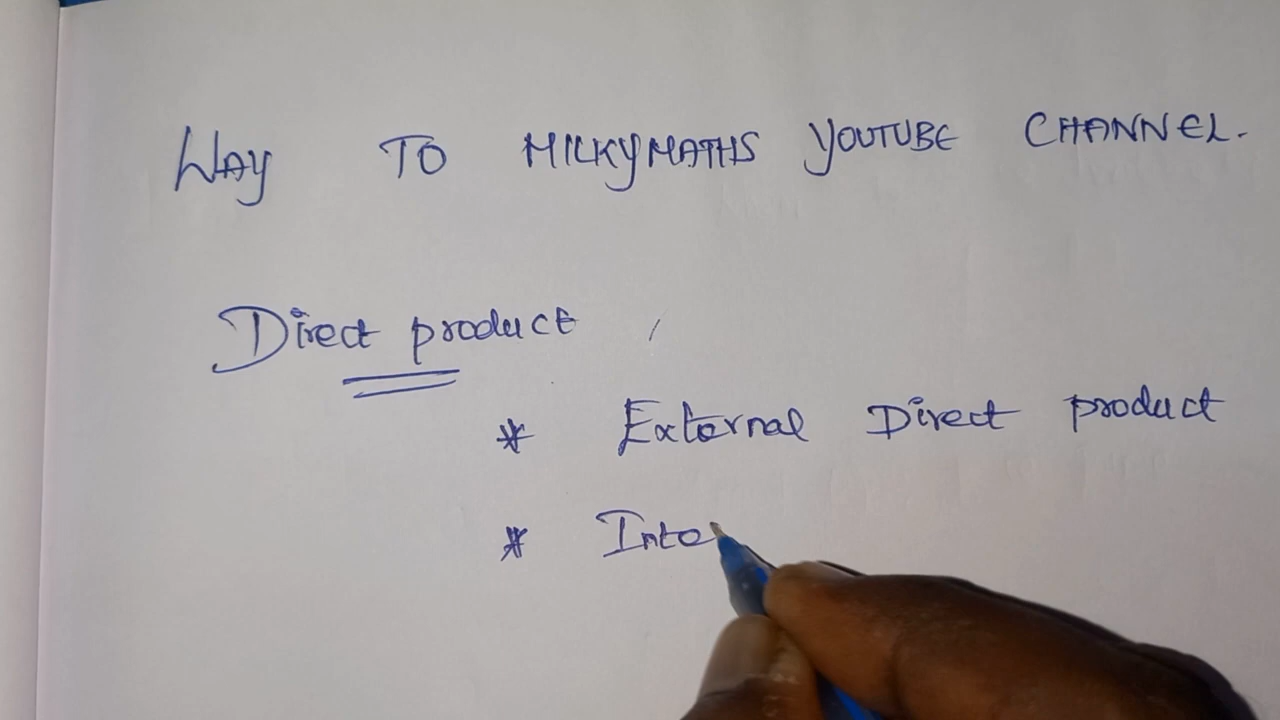 WAY TO MILKYMATHS YOUTUBE CHANNEL.
Direct product
* External Direct product
* Inte